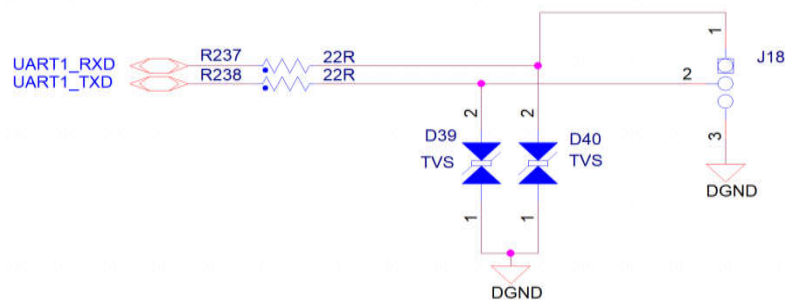 1
J18
R237 22R
UART1_RXD
R238 22R
UART1_TXD
2
3
2 2
D39 D40
TVS TVS
DGND
1 1
DGND